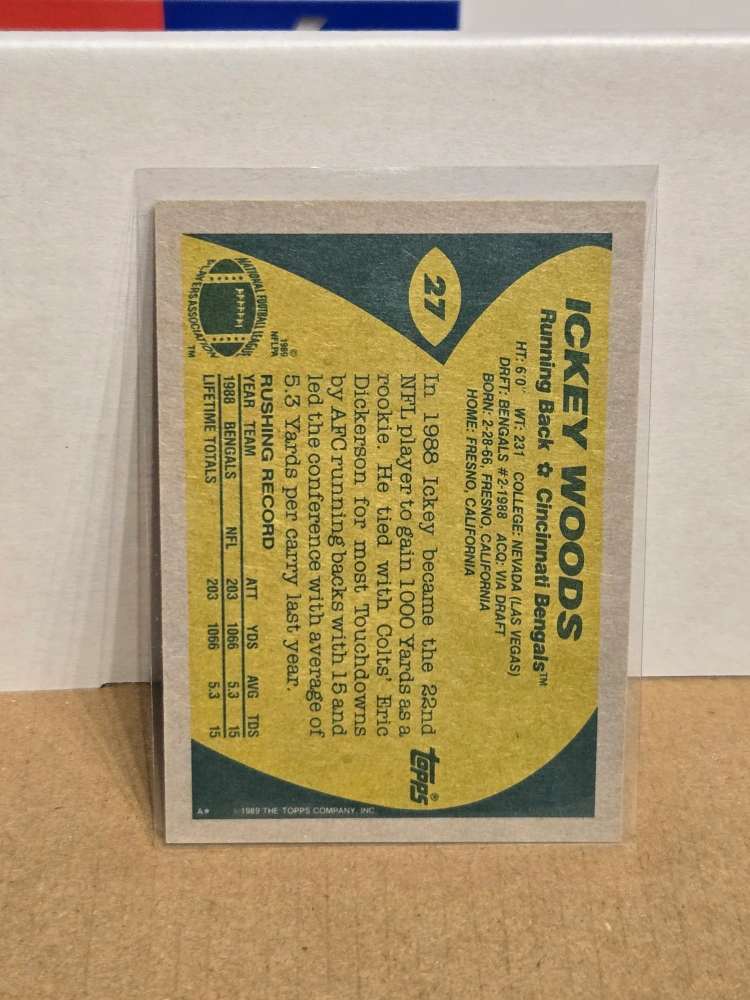 27
ICKEY WOODS
Running Back ✩ Cincinnati Bengals™
HT: 6'0" WT: 231 COLLEGE: NEVADA (LAS VEGAS)
DRFT: BENGALS #2-1988 ACQ: VIA DRAFT
BORN: 2-28-66, FRESNO, CALIFORNIA
HOME: FRESNO, CALIFORNIA
In 1988 Ickey became the 22nd
NFL player to gain 1000 Yards as a
rookie. He tied with Colts' Eric
Dickerson for most Touchdowns
by AFC running backs with 15 and
led the conference with average of
5.3 Yards per carry last year.
topps®
NATIONAL FOOTBALL LEAGUE
PLAYERS ASSOCIATION
™
©
1989
NFLPA
RUSHING RECORD
YEAR TEAM ATT YDS AVG TDS
1988 BENGALS NFL 203 1066 5.3 15
LIFETIME TOTALS 203 1066 5.3 15
A* ©1989 THE TOPPS COMPANY, INC.